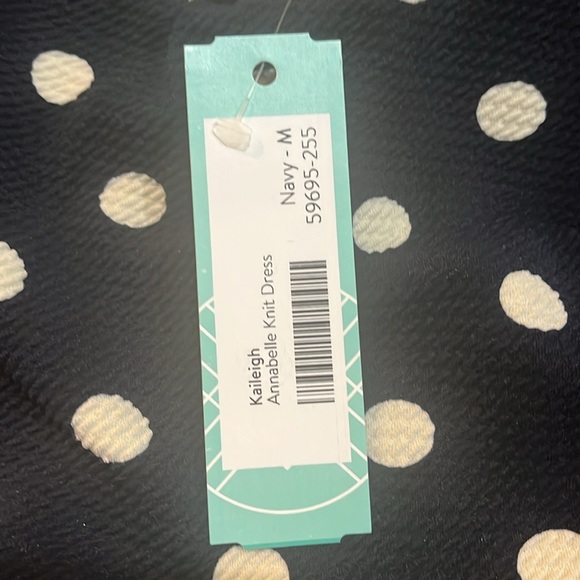 Kaileigh
Annabelle Knit Dress
Navy - M
59695-255